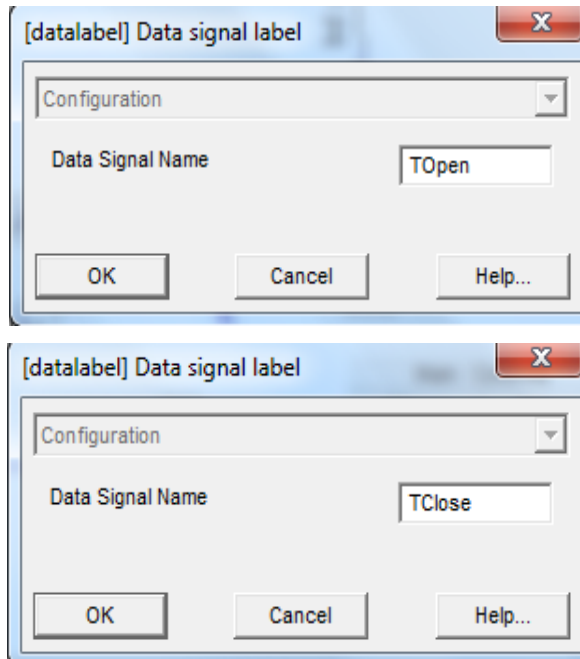 [datalabel] Data signal label
X
Configuration
Data Signal Name TOpen
OK Cancel Help...
[datalabel] Data signal label
X
Configuration
Data Signal Name TClose
OK Cancel Help...